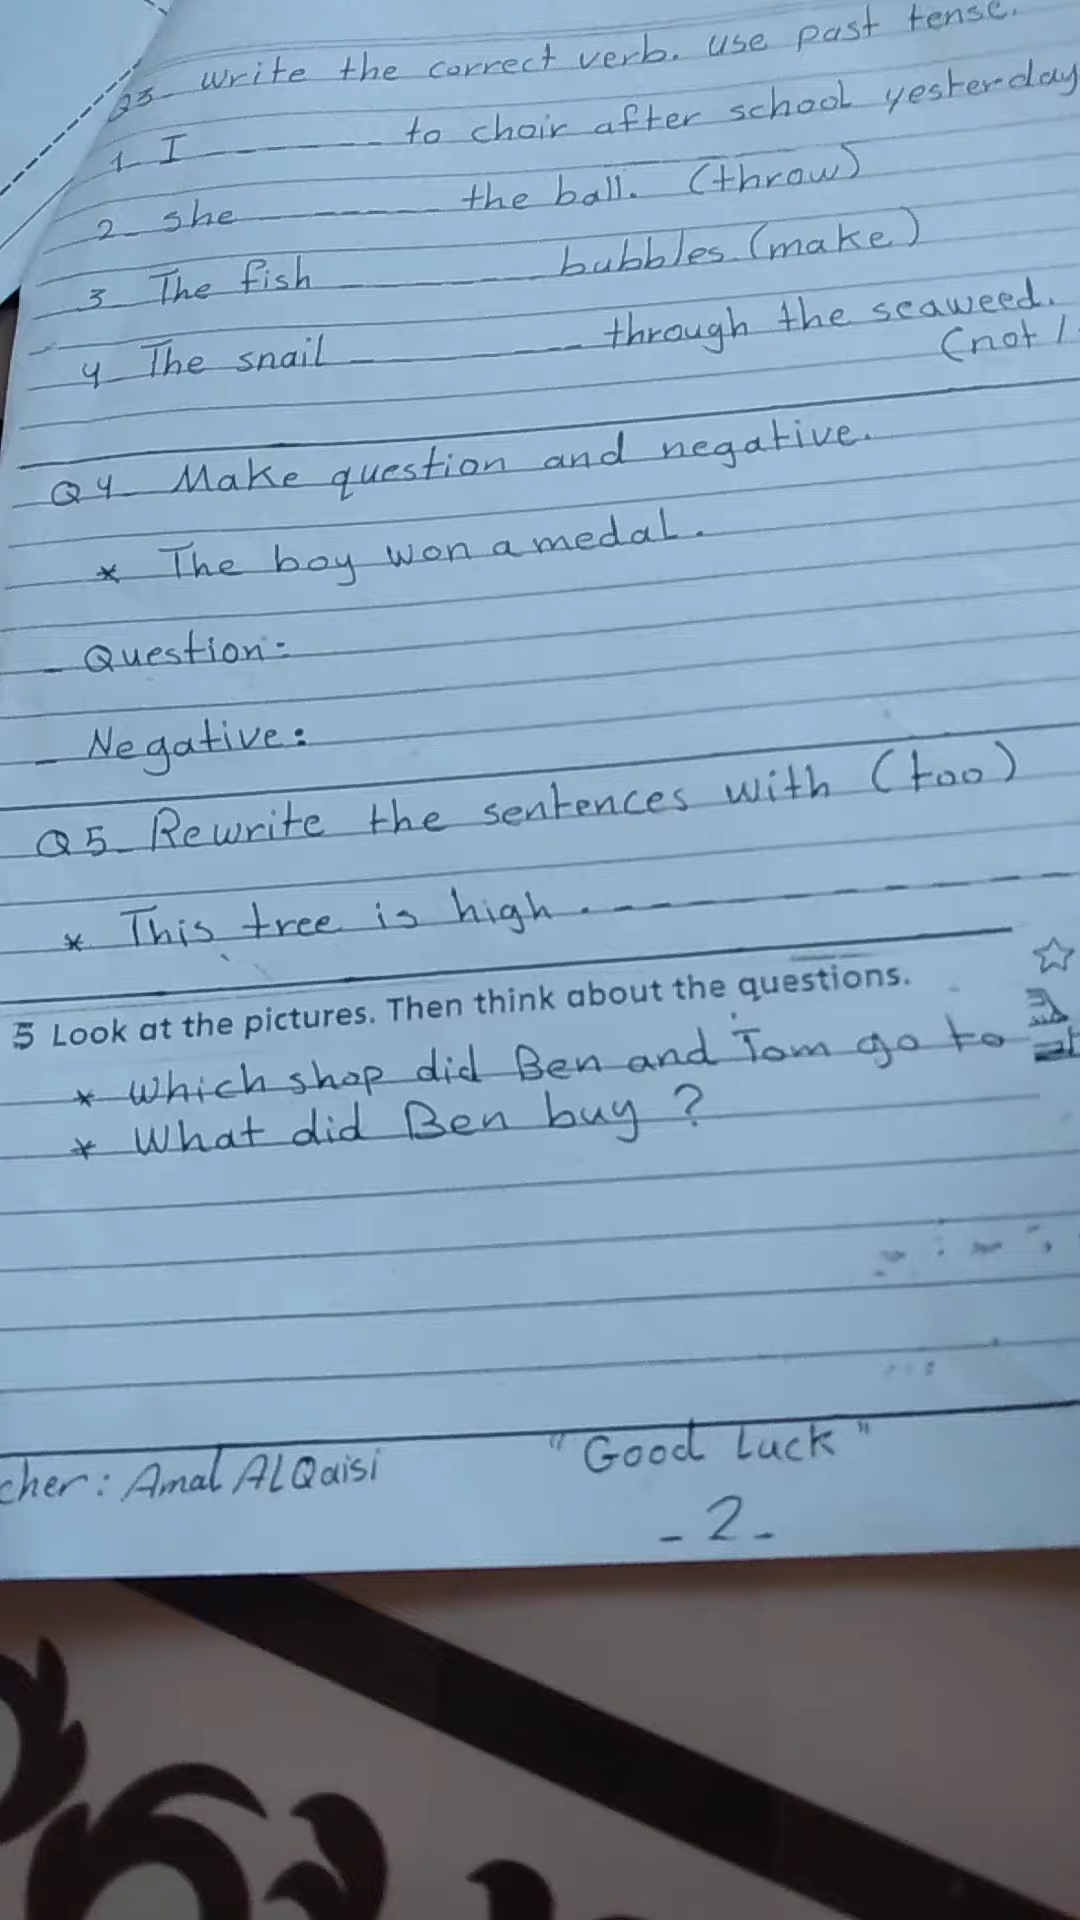 Q3- Write the correct verb. Use past tense.
1 I ------- to choir after school yesterday
2- she ------- the ball. (throw)
3- The fish ------- bubbles. (make)
4- The snail ------- through the seaweed.
(not
Q4- Make question and negative.
* The boy won a medal.
- Question:
- Negative:
Q5- Rewrite the sentences with (too)
* This tree is high. -------
5 Look at the pictures. Then think about the questions.
* Which shop did Ben and Tom go to
* What did Ben buy?
cher: Amal ALQaisi
"Good Luck"
- 2 -